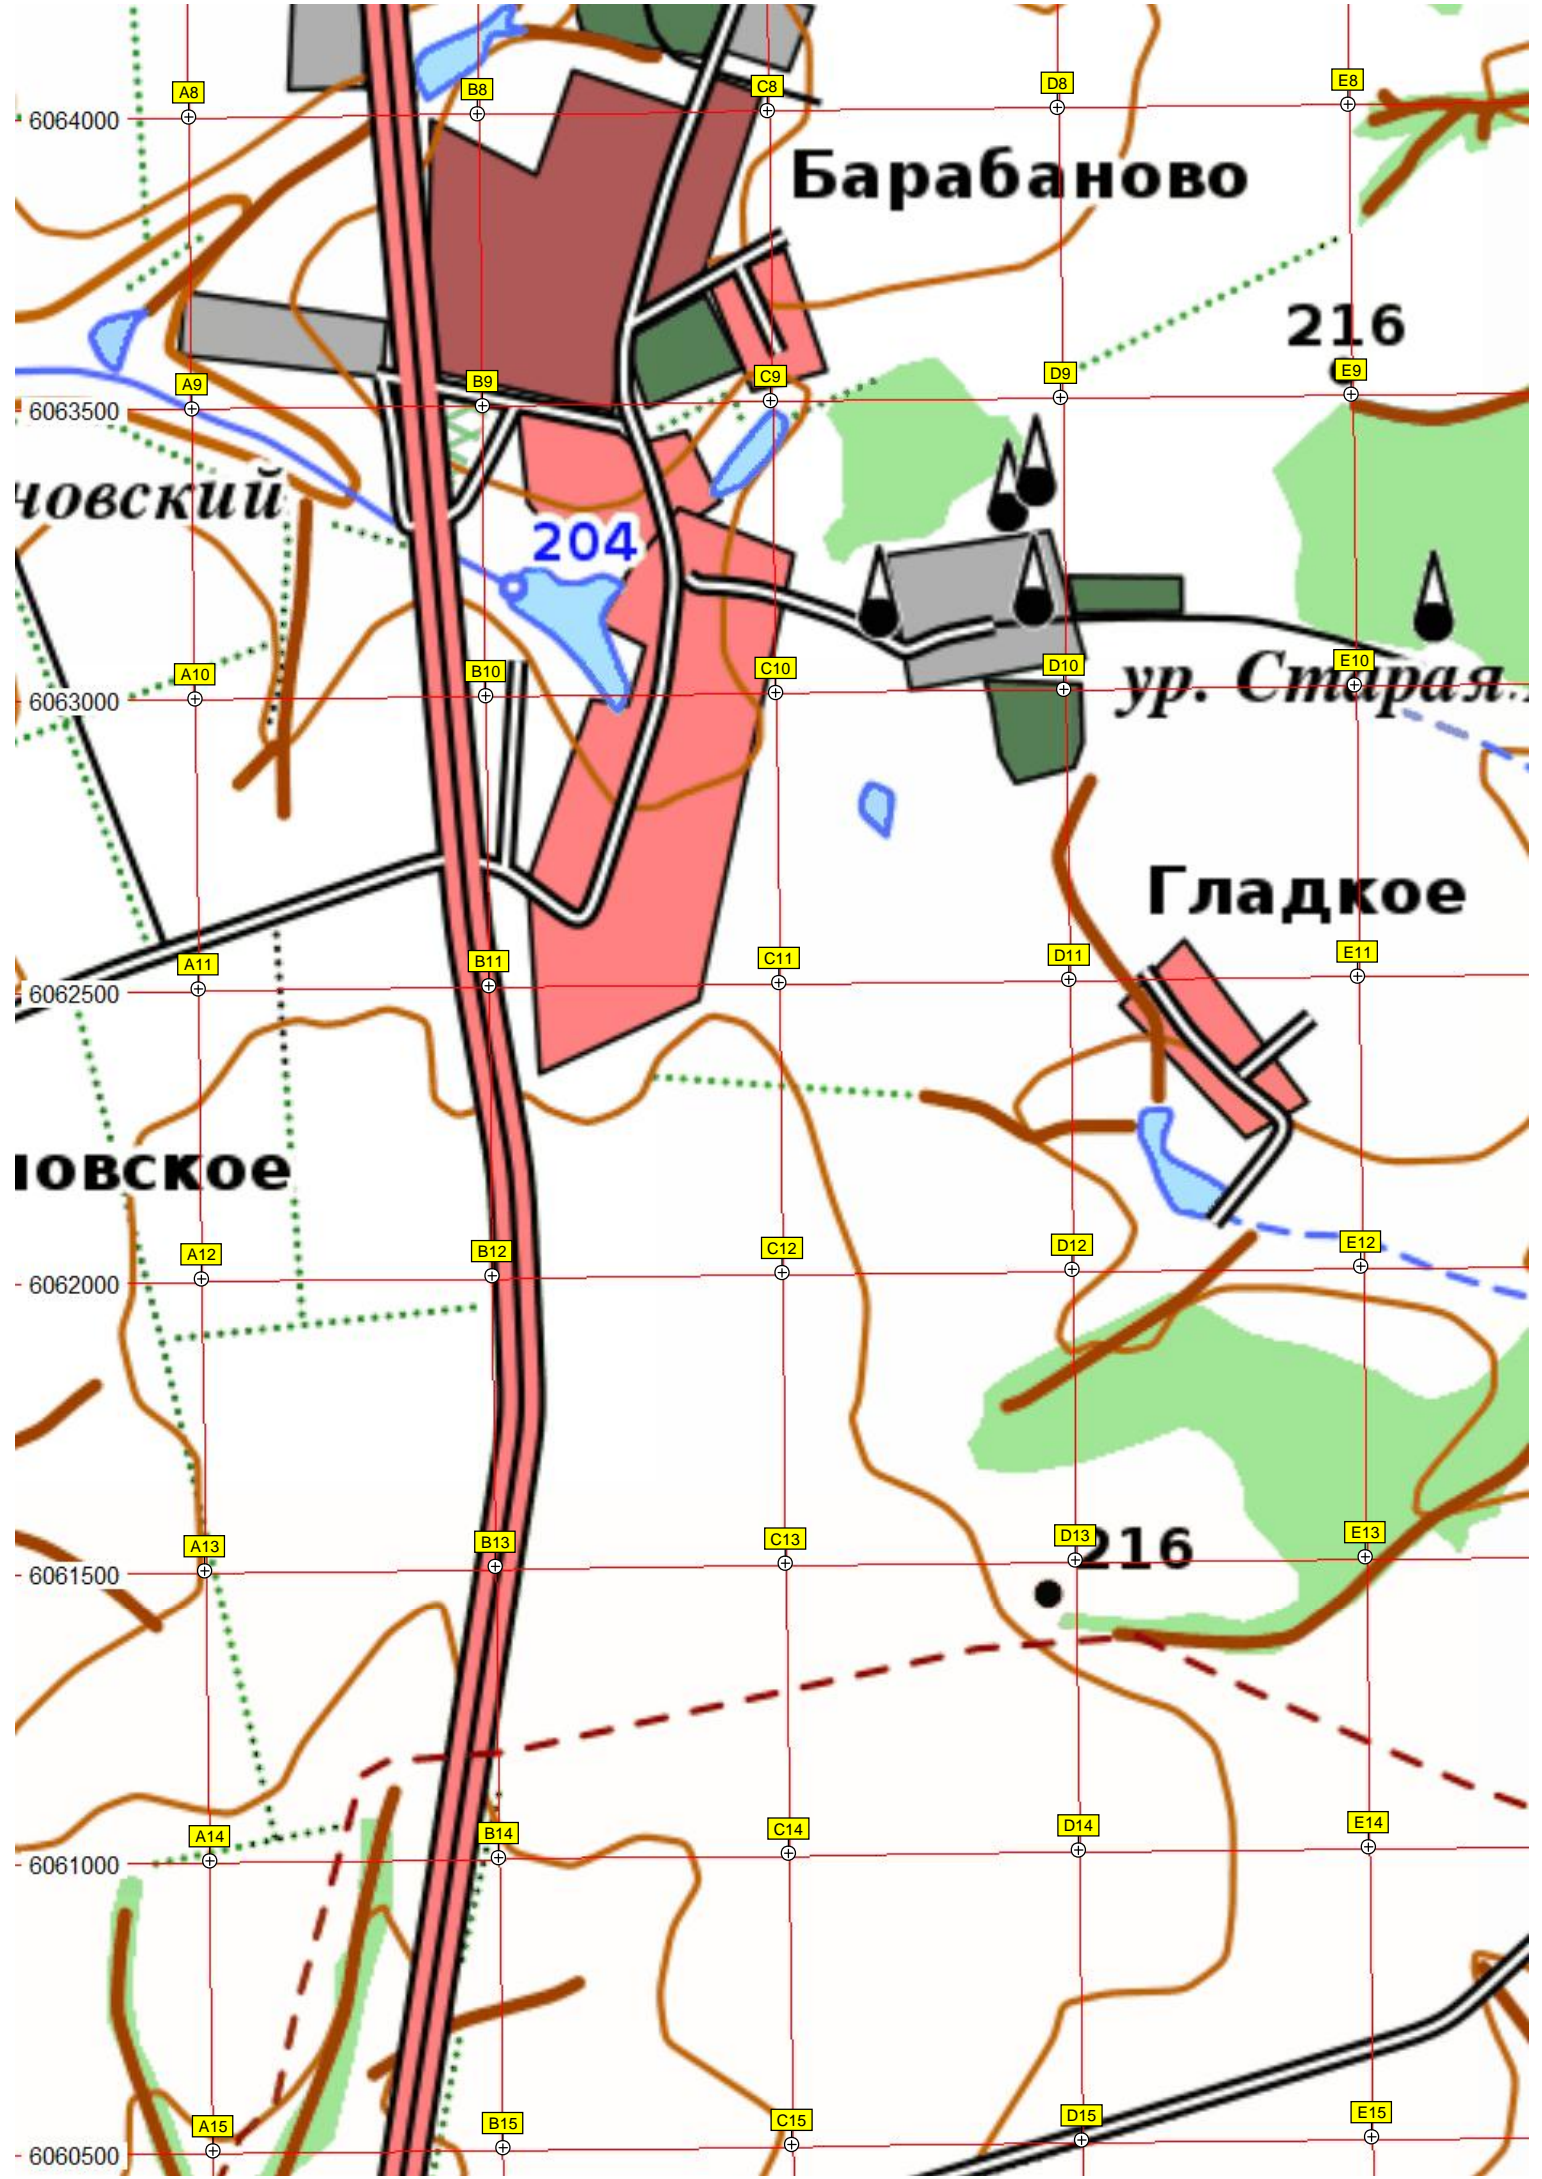 A8 B8 C8 D8 E8
6064000
Барабаново
216
A9 B9 C9 D9 E9
6063500
новский
204
A10 B10 C10 D10 E10
6063000
ур. Старая
Гладкое
A11 B11 C11 D11 E11
6062500
новское
A12 B12 C12 D12 E12
6062000
A13 B13 C13 D13 E13
216
6061500
A14 B14 C14 D14 E14
6061000
A15 B15 C15 D15 E15
6060500